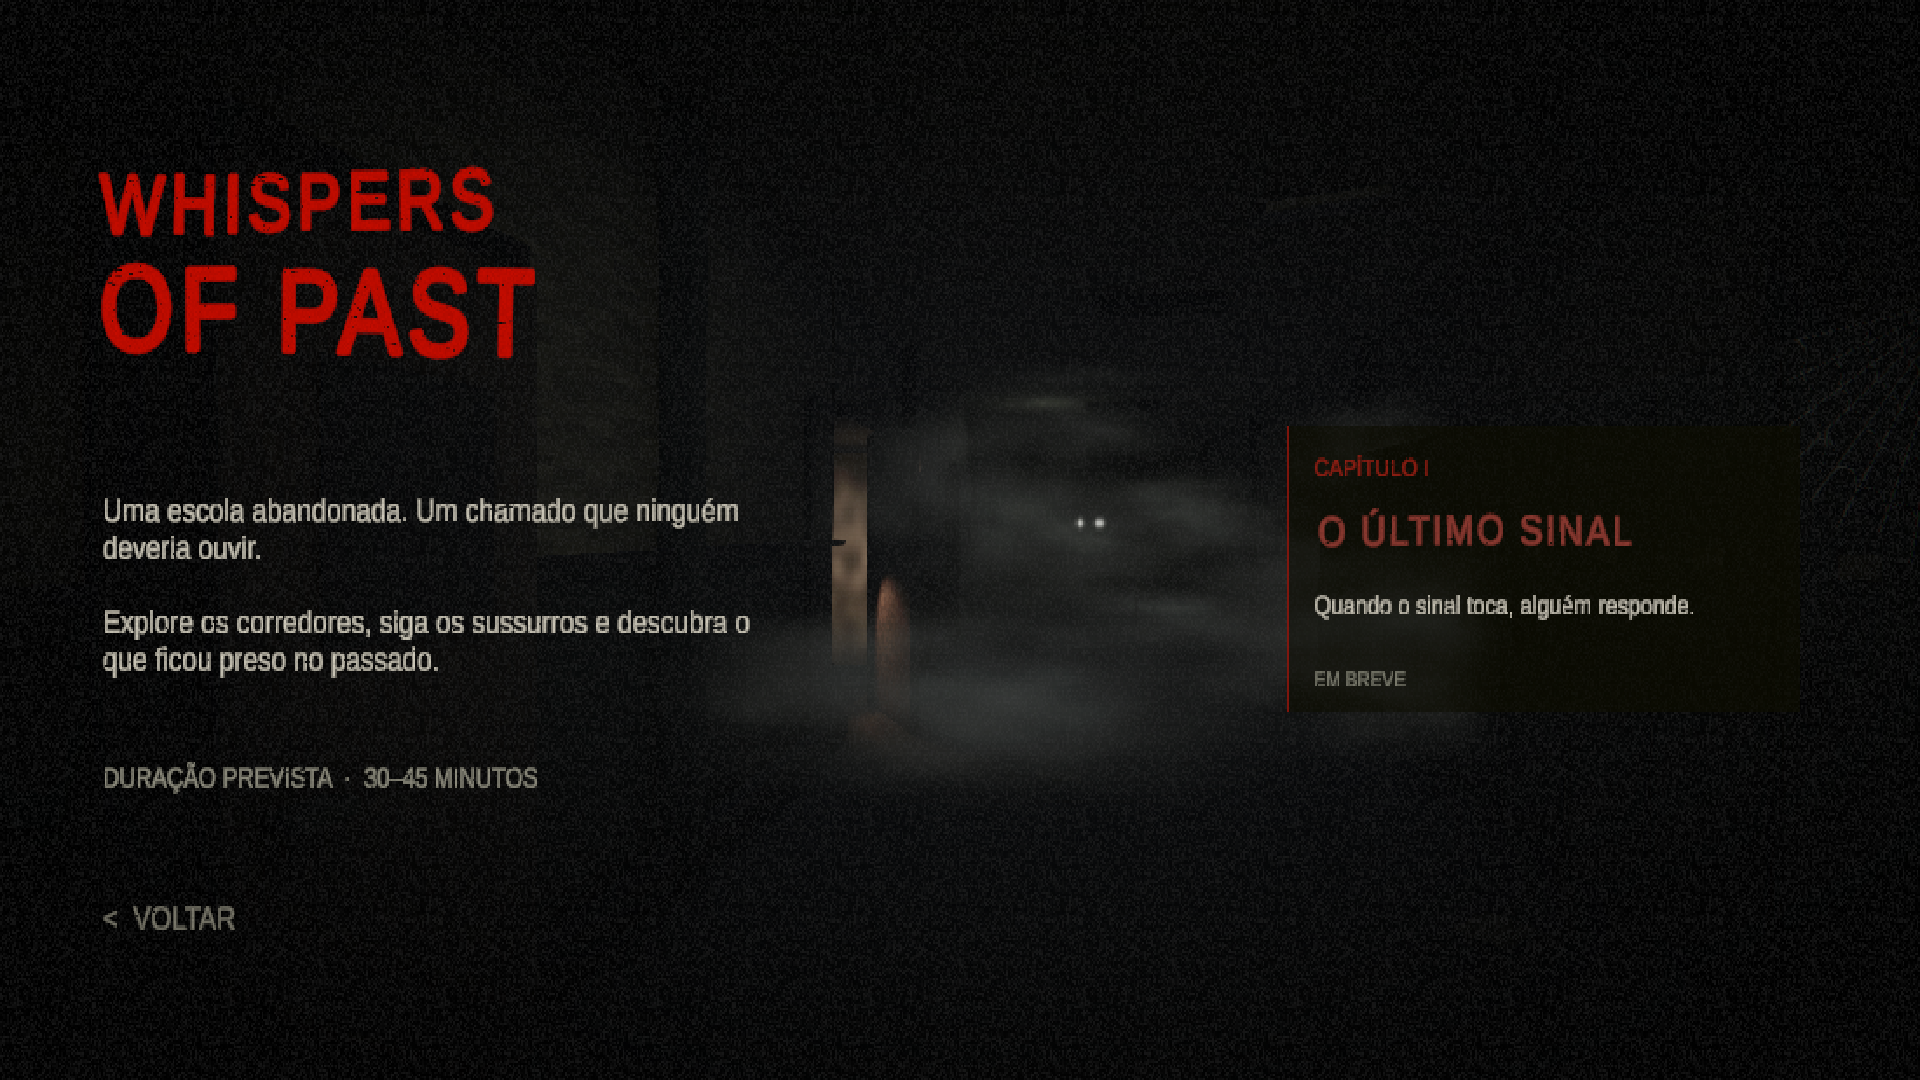 WHISPERS
OF PAST
Uma escola abandonada. Um chamado que ninguém
deveria ouvir.
Explore os corredores, siga os sussurros e descubra o
que ficou preso no passado.
DURAÇÃO PREVISTA · 30–45 MINUTOS
< VOLTAR
CAPÍTULO I
O ÚLTIMO SINAL
Quando o sinal toca, alguém responde.
EM BREVE